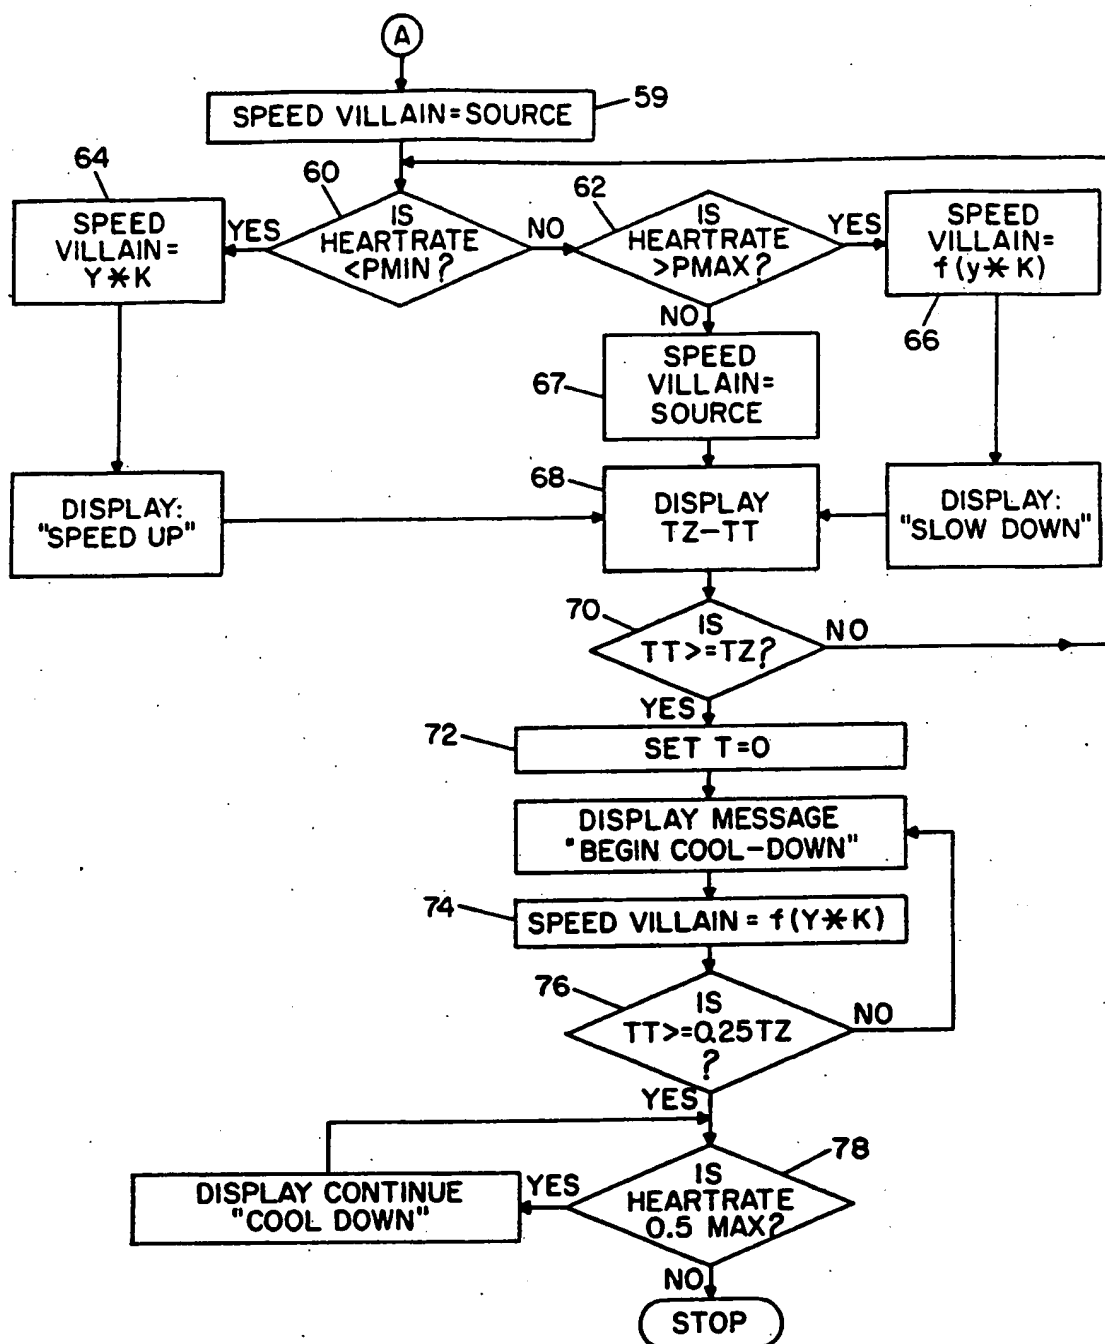 A
SPEED VILLAIN=SOURCE
59
64
60
62
SPEED
VILLAIN=
Y*K
YES
IS
HEARTRATE
<PMIN?
NO
IS
HEARTRATE
>PMAX?
YES
SPEED
VILLAIN=
f(y*K)
66
NO
67
SPEED
VILLAIN=
SOURCE
68
DISPLAY:
"SPEED UP"
DISPLAY
TZ-TT
DISPLAY:
"SLOW DOWN"
70
IS
TT>=TZ?
NO
YES
72
SET T=0
DISPLAY MESSAGE
"BEGIN COOL-DOWN"
74
SPEED VILLAIN = f(Y*K)
76
IS
TT>=0.25TZ
?
NO
YES
78
DISPLAY CONTINUE
"COOL DOWN"
YES
IS
HEARTRATE
0.5 MAX?
NO
STOP